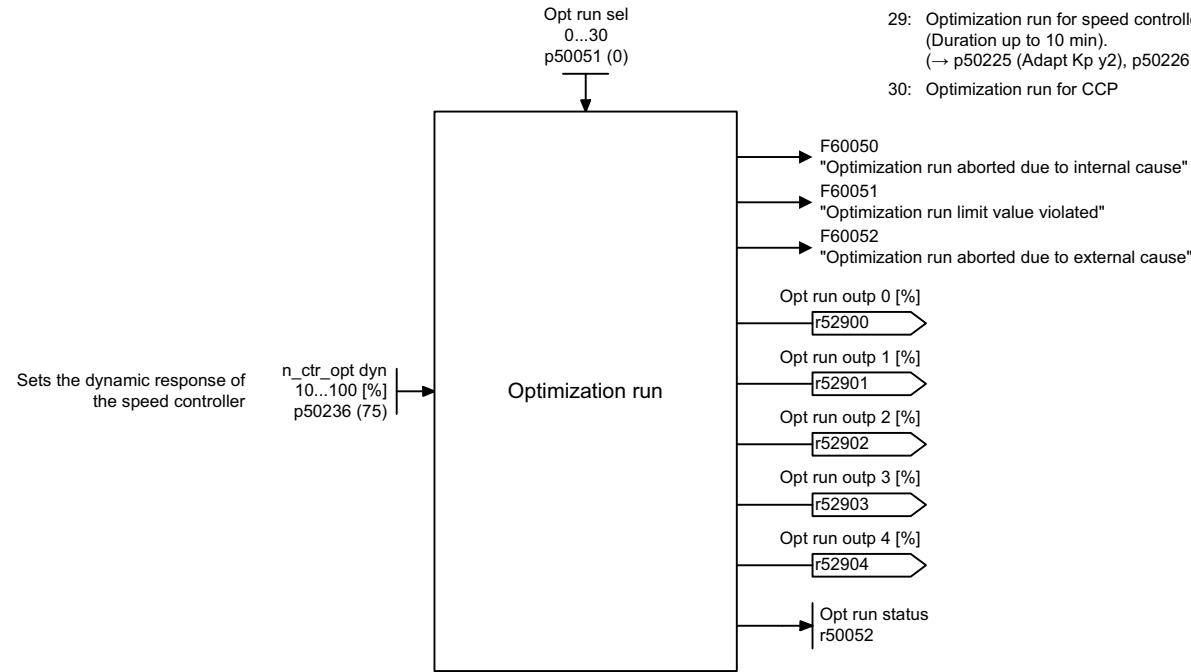 Opt run sel
0...30
p50051 (0)
29: Optimization run for speed
(Duration up to 10 min).
(→ p50225 (Adapt Kp y2), p50226
30: Optimization run for CCP
F60050
"Optimization run aborted due to internal cause"
F60051
"Optimization run limit value violated"
F60052
"Optimization run aborted due to external cause"
Opt run outp 0 [%]
r52900
Opt run outp 1 [%]
r52901
Sets the dynamic response of
the speed controller
n_ctr_opt dyn
10...100 [%]
p50236 (75)
Optimization run
Opt run outp 2 [%]
r52902
Opt run outp 3 [%]
r52903
Opt run outp 4 [%]
r52904
Opt run status
r50052